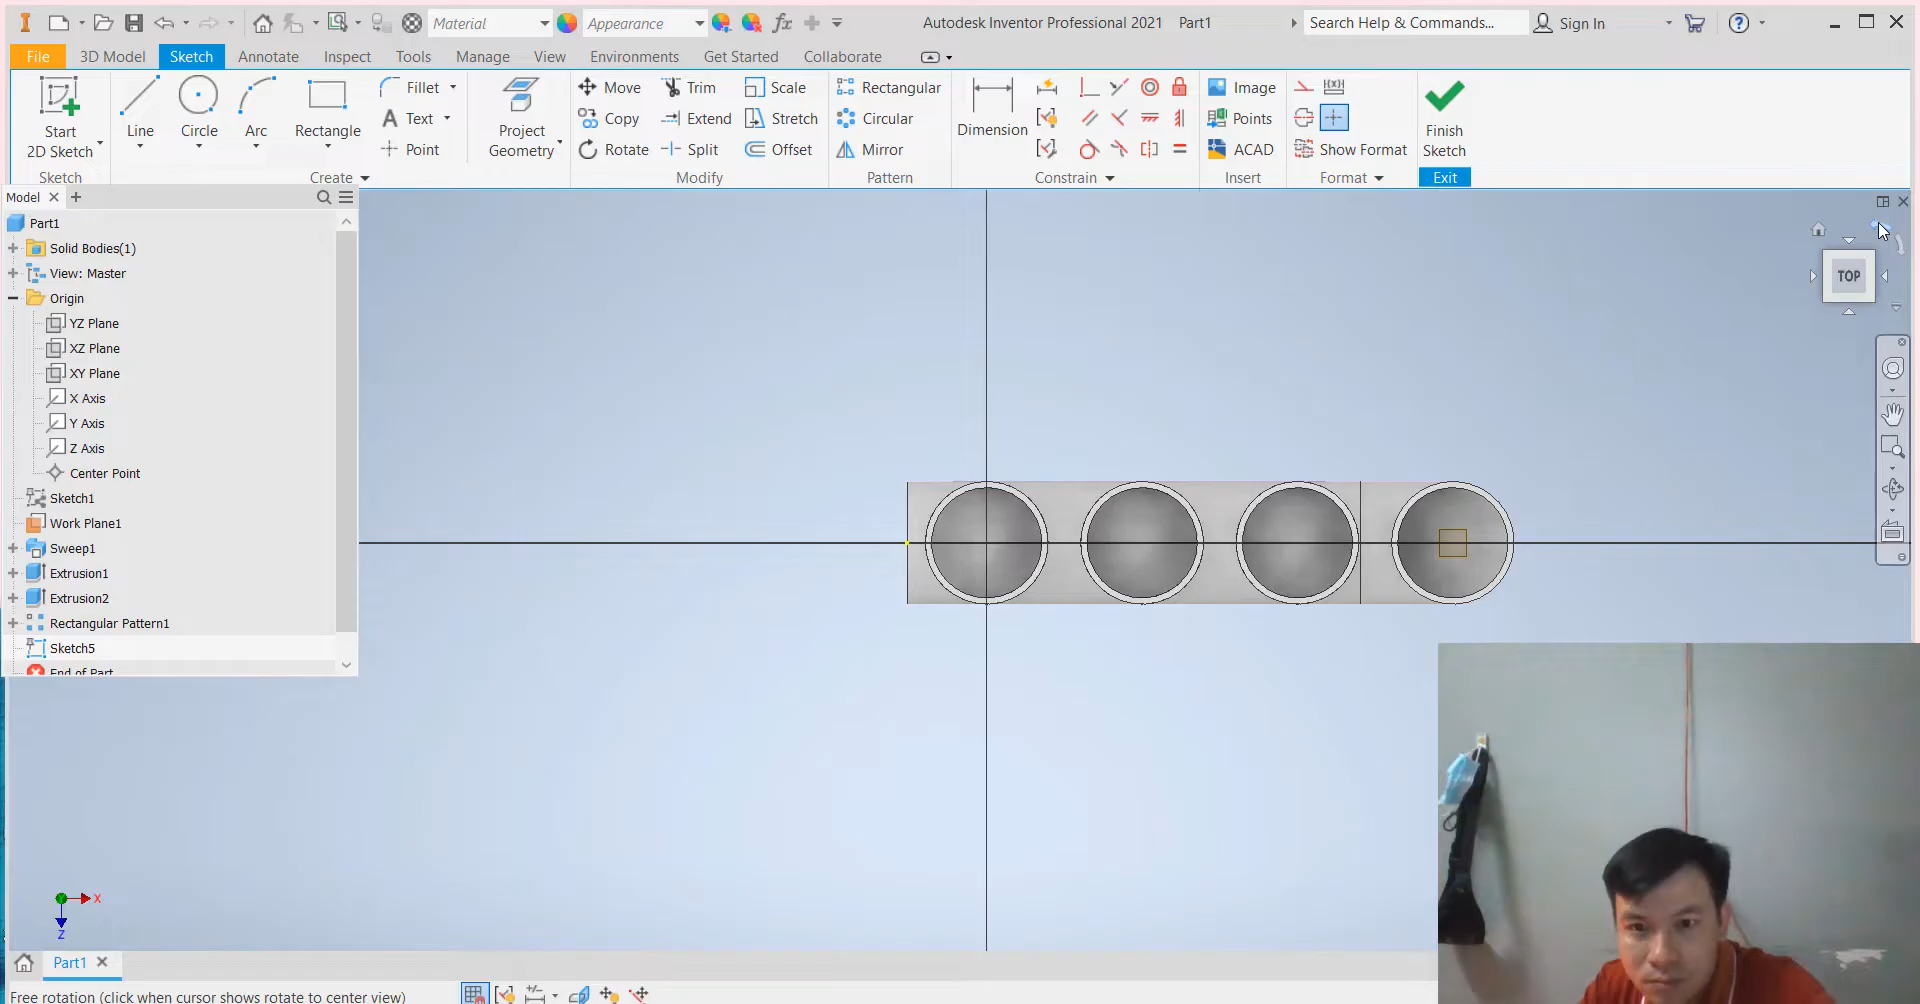 Material
Appearance
fx
Autodesk Inventor Professional 2021 Part1
Search Help & Commands...
Sign In
?
File
3D Model
Sketch
Annotate
Inspect
Tools
Manage
View
Environments
Get Started
Collaborate
Start
2D Sketch
Line
Circle
Arc
Rectangle
Fillet
A Text
Point
Project
Geometry
Move
Copy
Rotate
Trim
Extend
Split
Scale
Stretch
Offset
Rectangular
Circular
Mirror
Dimension
Image
Points
ACAD
Show Format
Finish
Sketch
Sketch
Create
Modify
Pattern
Constrain
Insert
Format
Exit
Model
Part1
Solid Bodies(1)
View: Master
Origin
YZ Plane
XZ Plane
XY Plane
X Axis
Y Axis
Z Axis
Center Point
Sketch1
Work Plane1
Sweep1
Extrusion1
Extrusion2
Rectangular Pattern1
Sketch5
End of Part
TOP
X
Z
Part1
Free rotation (click when cursor shows rotate to center view)